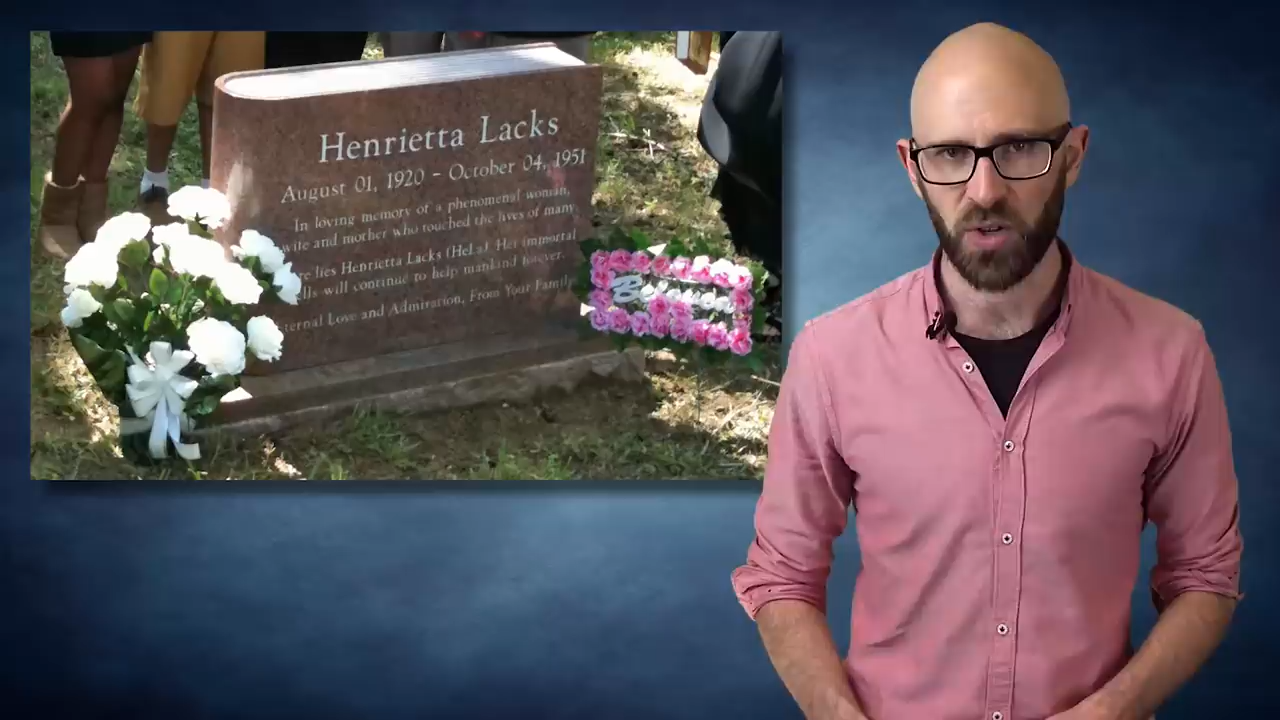 Henrietta Lacks
August 01, 1920 - October 04, 1951
In loving memory of a phenomenal woman,
wife and mother who touched the lives of many.
lies Henrietta Lacks (HeLa). Her immortal
will continue to help mankind forever.
Eternal Love and Admiration, From Your Family